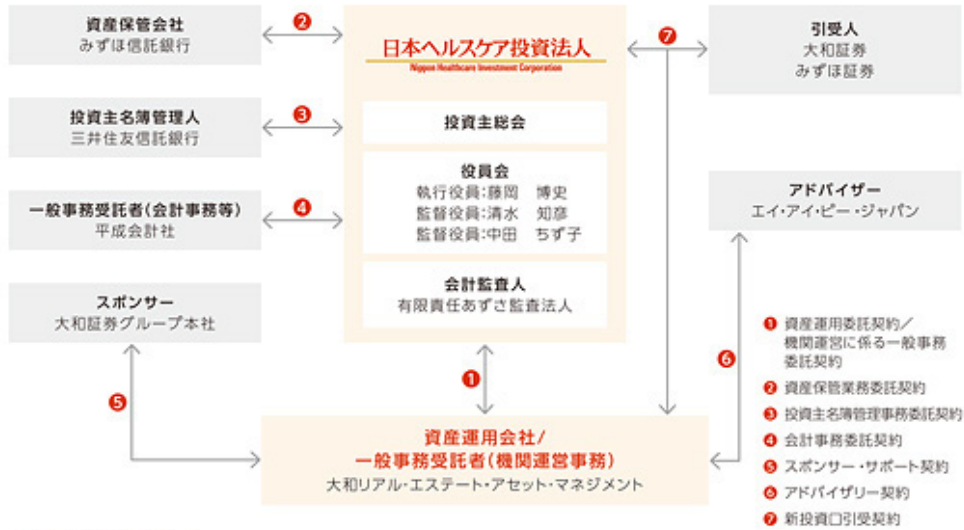 資産保管会社
みずほ信託銀行
❷
投資主名簿管理人
三井住友信託銀行
❸
一般事務受託者(会計事務等)
平成会計社
❹
スポンサー
大和証券グループ本社
❺
日本ヘルスケア投資法人
Nippon Healthcare Investment Corporation
投資主総会
役員会
執行役員:藤岡 博史
監督役員:清水 知彦
監督役員:中田 ちず子
会計監査人
有限責任あずさ監査法人
❶
資産運用会社/
一般事務受託者(機関運営事務)
大和リアル・エステート・アセット・マネジメント
❼
引受人
大和証券
みずほ証券
アドバイザー
エイ・アイ・ピー・ジャパン
❻
❶ 資産運用委託契約/
機関運営に係る一般事務
委託契約
❷ 資産保管業務委託契約
❸ 投資主名簿管理事務委託契約
❹ 会計事務委託契約
❺ スポンサー・サポート契約
❻ アドバイザリー契約
❼ 新投資口引受契約